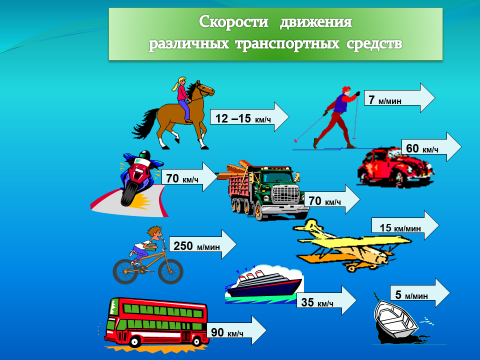 Скорости движения
различных транспортных средств
12 –15 км/ч
7 м/мин
60 км/ч
70 км/ч
70 км/ч
15 км/мин
250 м/мин
35 км/ч
5 м/мин
90 км/ч